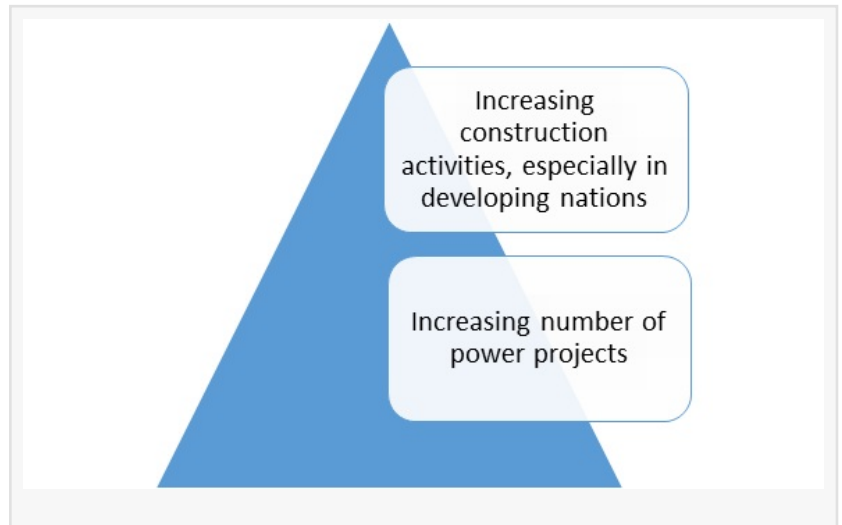 Increasing
construction
activities, especially in
developing nations
Increasing number of
power projects